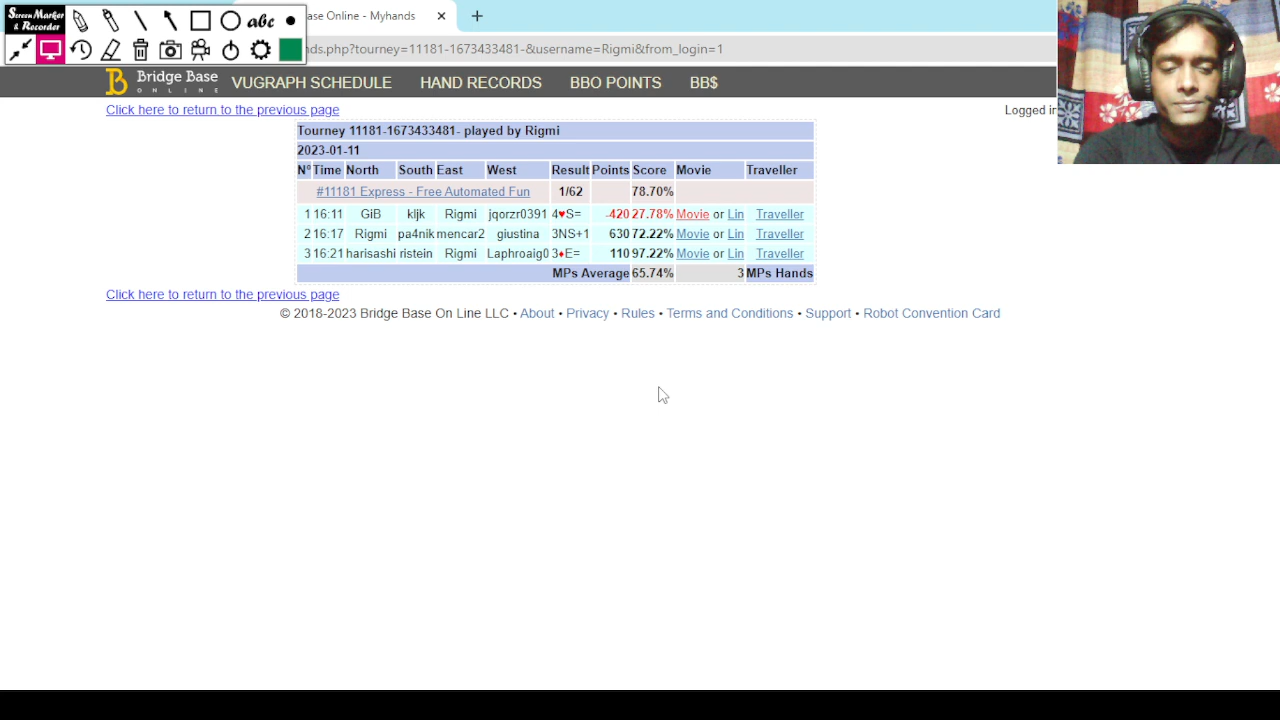 Screen Marker & Recorder
abc
Base Online - Myhands
nds.php?tourney=11181-1673433481-&username=Rigmi&from_login=1
Bridge Base ONLINE VUGRAPH SCHEDULE HAND RECORDS BBO POINTS BB$
Click here to return to the previous page
Logged in
Tourney 11181-1673433481- played by Rigmi
2023-01-11
Nº Time North South East West Result Points Score Movie Traveller
#11181 Express - Free Automated Fun 1/62 78.70%
1 16:11 GiB kljk Rigmi jqorzr0391 4♥S= -420 27.78% Movie or Lin Traveller
2 16:17 Rigmi pa4nik mencar2 giustina 3NS+1 630 72.22% Movie or Lin Traveller
3 16:21 harisashi ristein Rigmi Laphroaig0 3♦E= 110 97.22% Movie or Lin Traveller
MPs Average 65.74% 3 MPs Hands
Click here to return to the previous page
© 2018-2023 Bridge Base On Line LLC • About • Privacy • Rules • Terms and Conditions • Support • Robot Convention Card